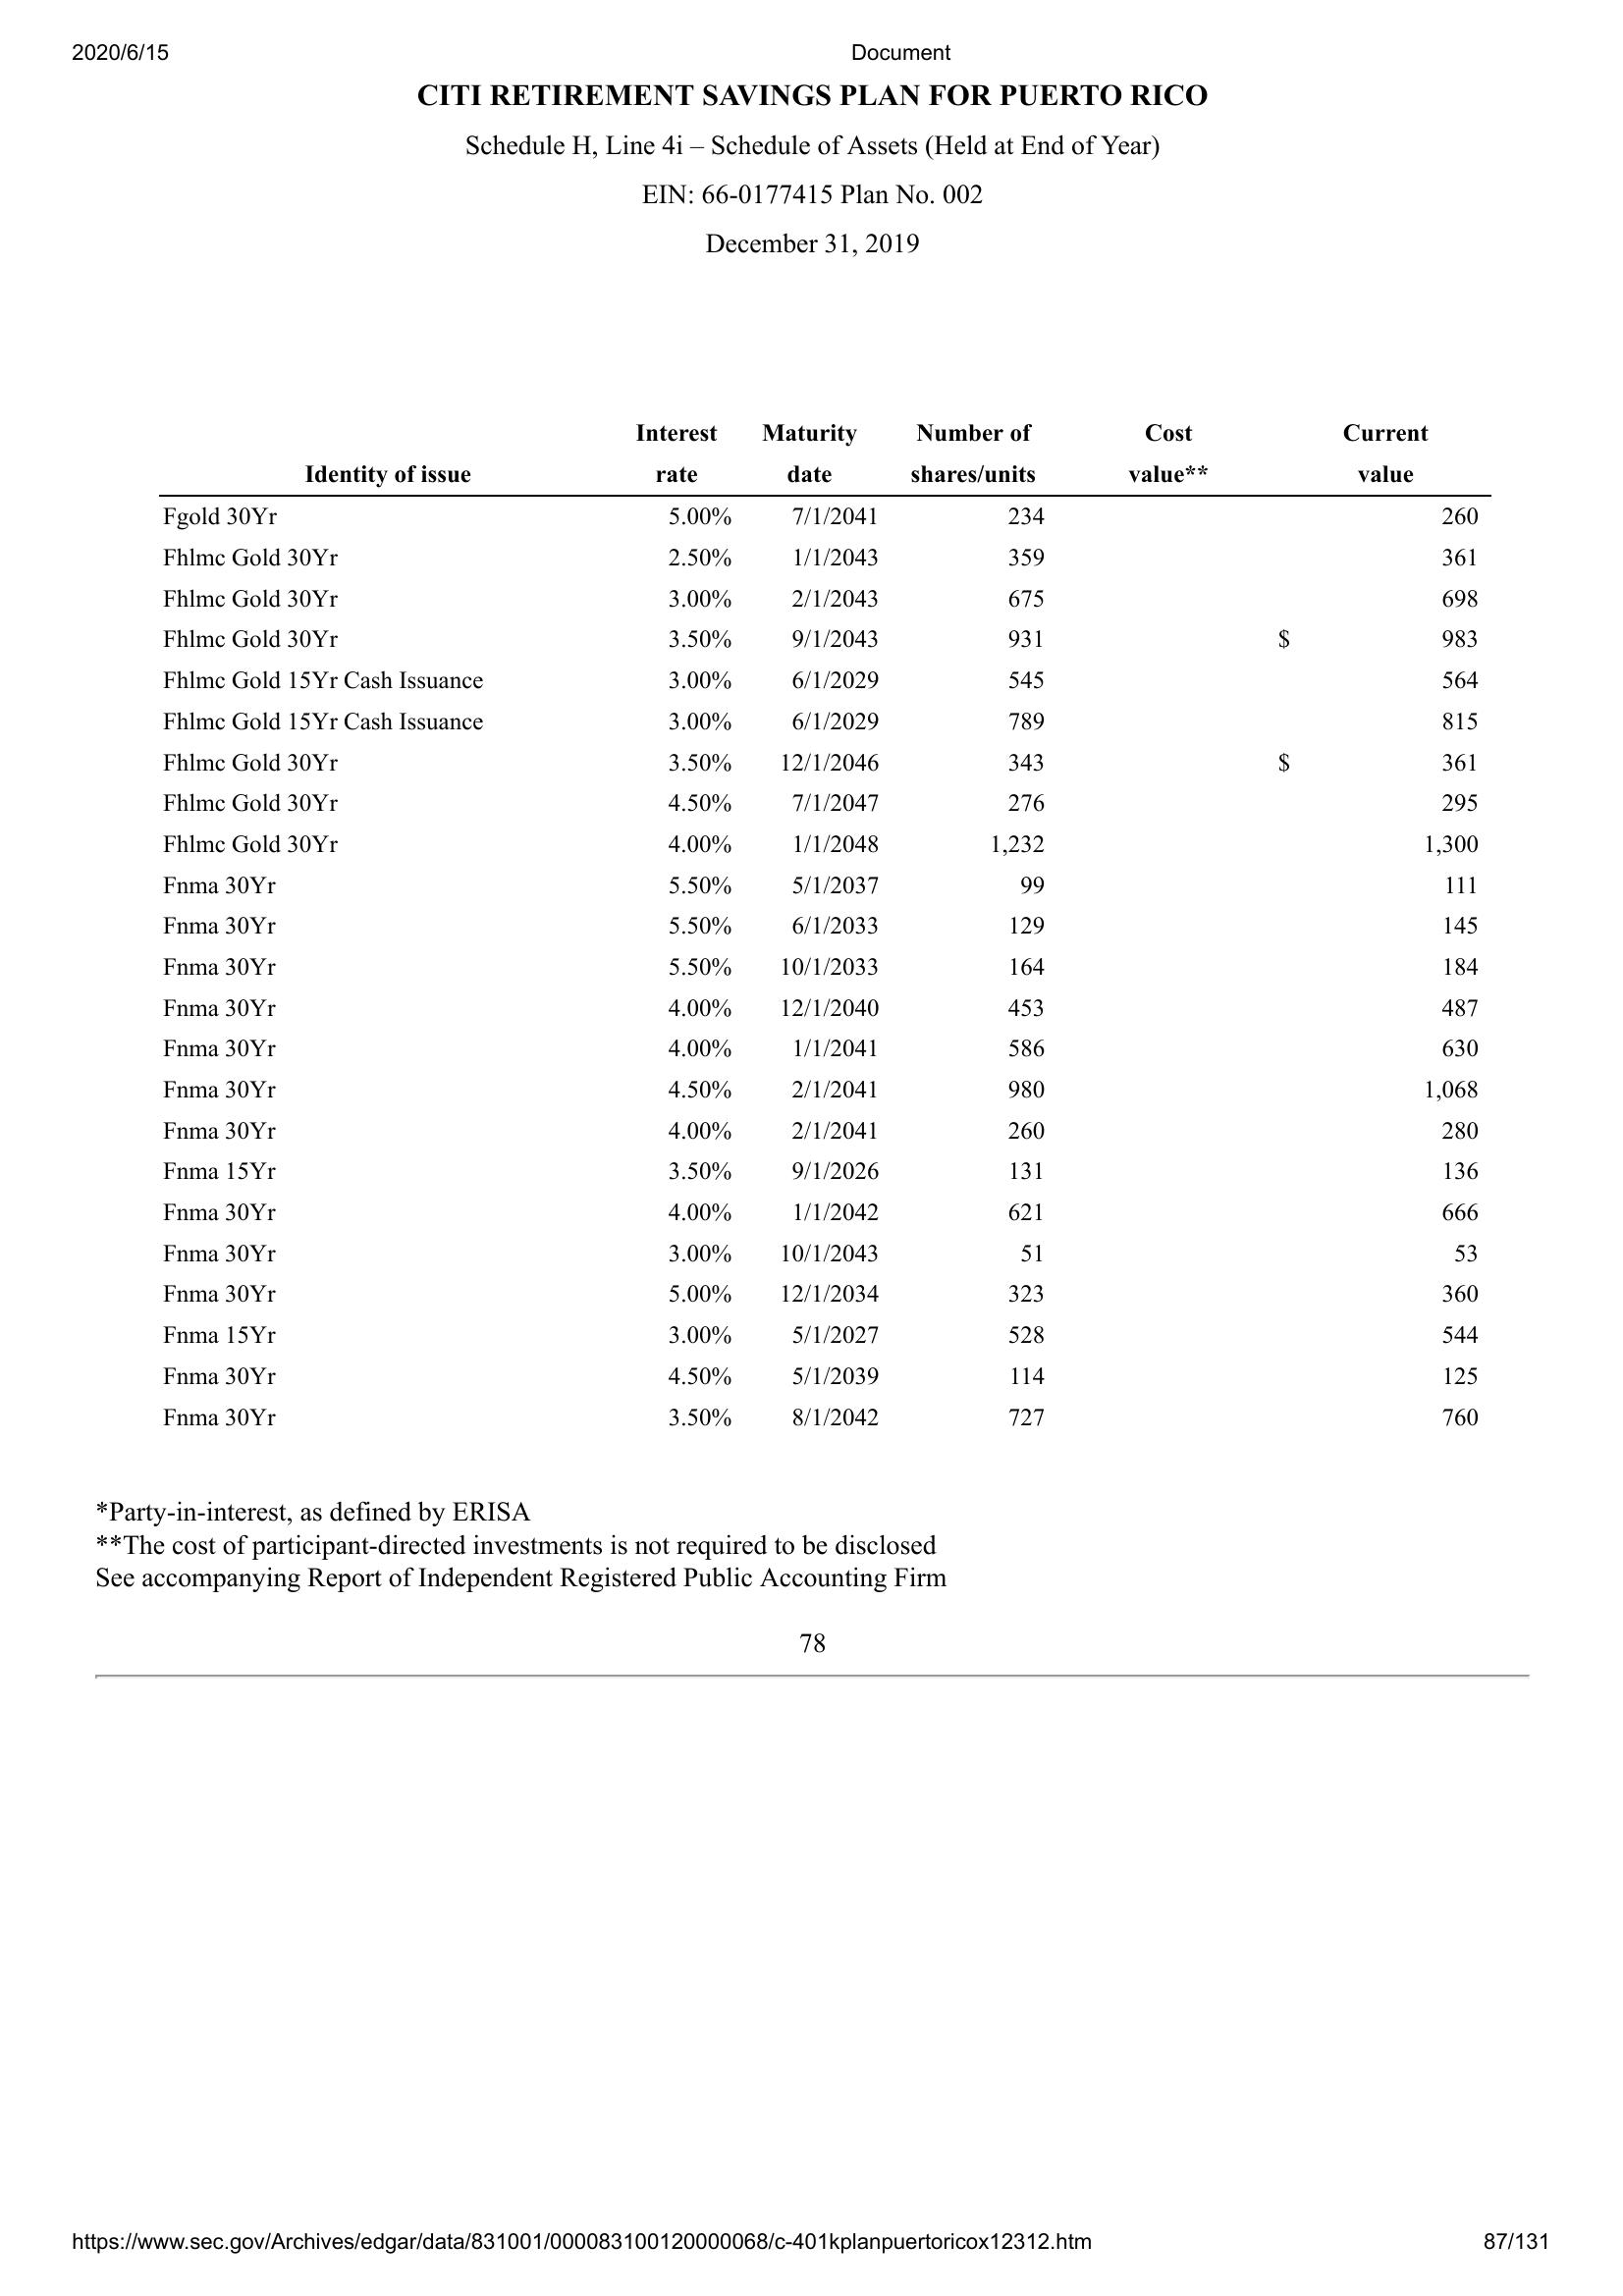 2020/6/15 Document
CITI RETIREMENT SAVINGS PLAN FOR PUERTO RICO
Schedule H, Line 4i – Schedule of Assets (Held at End of Year)
EIN: 66-0177415 Plan No. 002
December 31, 2019
Interest Maturity Number of Cost Current
Identity of issue rate date shares/units value** value
Fgold 30Yr 5.00% 7/1/2041 234 260
Fhlmc Gold 30Yr 2.50% 1/1/2043 359 361
Fhlmc Gold 30Yr 3.00% 2/1/2043 675 698
Fhlmc Gold 30Yr 3.50% 9/1/2043 931 $ 983
Fhlmc Gold 15Yr Cash Issuance 3.00% 6/1/2029 545 564
Fhlmc Gold 15Yr Cash Issuance 3.00% 6/1/2029 789 815
Fhlmc Gold 30Yr 3.50% 12/1/2046 343 $ 361
Fhlmc Gold 30Yr 4.50% 7/1/2047 276 295
Fhlmc Gold 30Yr 4.00% 1/1/2048 1,232 1,300
Fnma 30Yr 5.50% 5/1/2037 99 111
Fnma 30Yr 5.50% 6/1/2033 129 145
Fnma 30Yr 5.50% 10/1/2033 164 184
Fnma 30Yr 4.00% 12/1/2040 453 487
Fnma 30Yr 4.00% 1/1/2041 586 630
Fnma 30Yr 4.50% 2/1/2041 980 1,068
Fnma 30Yr 4.00% 2/1/2041 260 280
Fnma 15Yr 3.50% 9/1/2026 131 136
Fnma 30Yr 4.00% 1/1/2042 621 666
Fnma 30Yr 3.00% 10/1/2043 51 53
Fnma 30Yr 5.00% 12/1/2034 323 360
Fnma 15Yr 3.00% 5/1/2027 528 544
Fnma 30Yr 4.50% 5/1/2039 114 125
Fnma 30Yr 3.50% 8/1/2042 727 760
*Party-in-interest, as defined by ERISA
**The cost of participant-directed investments is not required to be disclosed
See accompanying Report of Independent Registered Public Accounting Firm
78
https://www.sec.gov/Archives/edgar/data/831001/000083100120000068/c-401kplanpuertoricox12312.htm 87/131